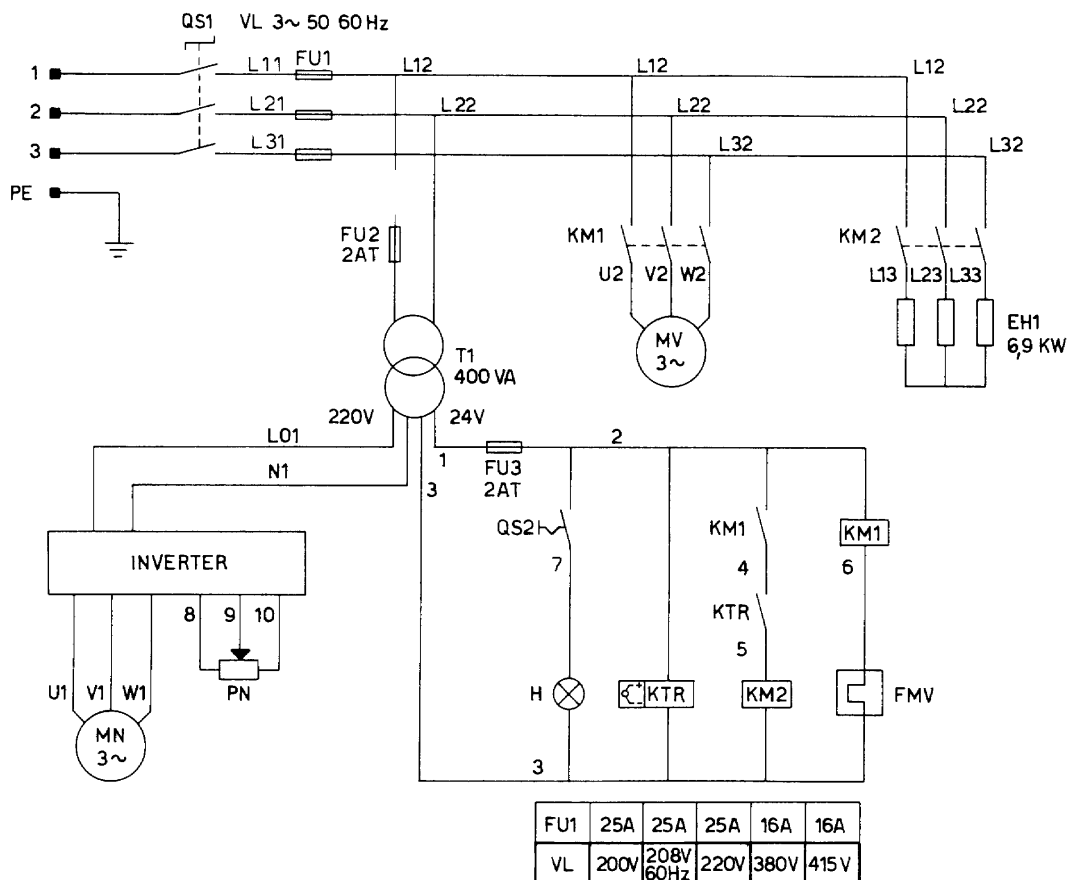 QS1 VL 3~ 50 60 Hz
1 L11 FU1 L12 L12 L12
2 L21 L22 L22 L22
3 L31 L32 L32
PE
FU2
2AT
KM1 KM2
U2 V2 W2 L13 L23 L33
MV
3~
EH1
6,9 KW
T1
400 VA
220V 24V
L01 1 2
N1 3 FU3
2AT
QS2 KM1 KM1
INVERTER 7 4 6
8 9 10 KTR
5
U1 V1 W1 PN H KTR KM2 FMV
MN
3~
3
FU1 25A 25A 25A 16A 16A
VL 200V 208V 60Hz 220V 380V 415V